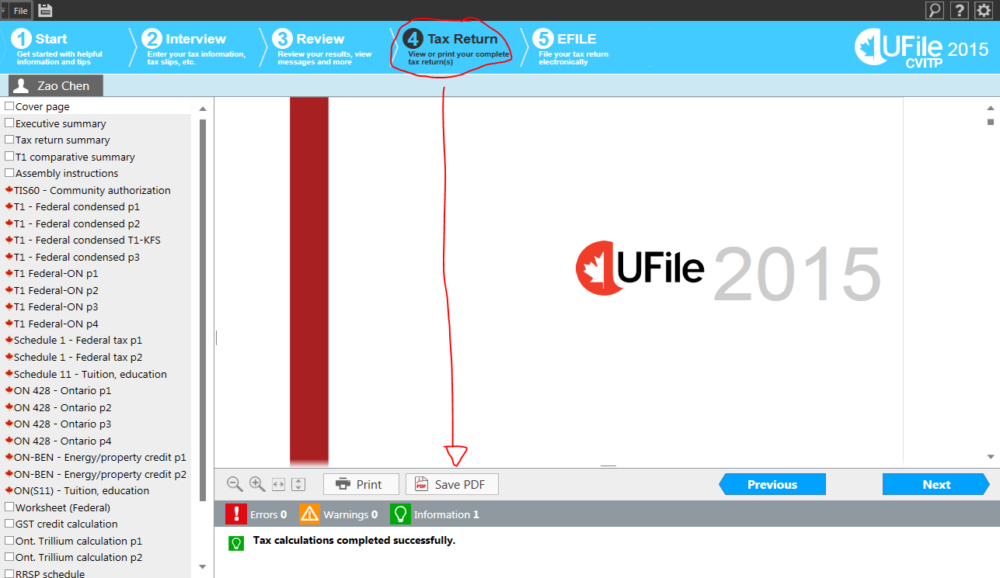 File
1 Start
Get started with helpful
information and tips
2 Interview
Enter your tax information,
tax slips, etc.
3 Review
Review your results, view
messages and more
4 Tax Return
View or print your complete
tax return(s)
5 EFILE
File your tax return
electronically
UFile 2015
CVITP
Zao Chen
Cover page
Executive summary
Tax return summary
T1 comparative summary
Assembly instructions
TIS60 - Community authorization
T1 - Federal condensed p1
T1 - Federal condensed p2
T1 - Federal condensed T1-KFS
T1 - Federal condensed p3
T1 Federal-ON p1
T1 Federal-ON p2
T1 Federal-ON p3
T1 Federal-ON p4
Schedule 1 - Federal tax p1
Schedule 1 - Federal tax p2
Schedule 11 - Tuition, education
ON 428 - Ontario p1
ON 428 - Ontario p2
ON 428 - Ontario p3
ON 428 - Ontario p4
ON-BEN - Energy/property credit p1
ON-BEN - Energy/property credit p2
ON(S11) - Tuition, education
Worksheet (Federal)
GST credit calculation
Ont. Trillium calculation p1
Ont. Trillium calculation p2
RRSP schedule
UFile 2015
Print
PDF Save PDF
Previous
Next
Errors 0
Warnings 0
Information 1
Tax calculations completed successfully.